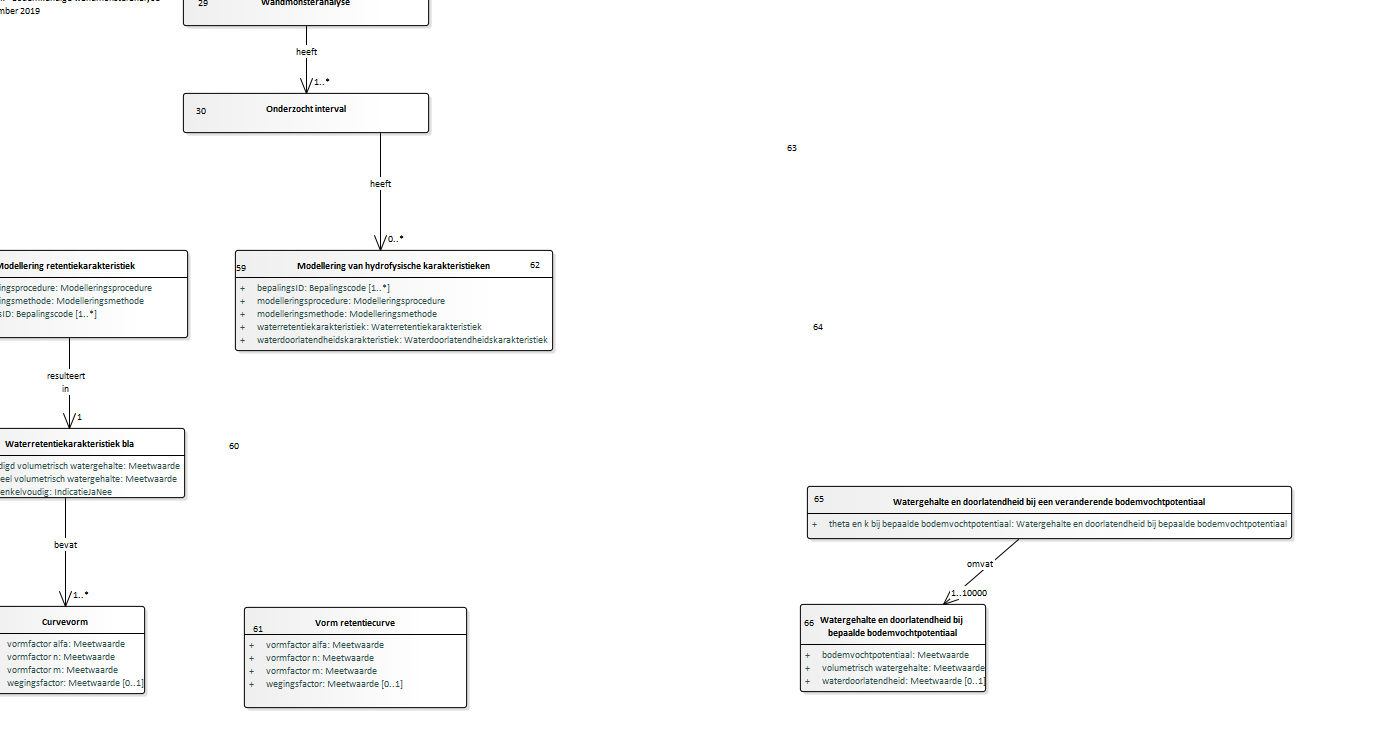 mber 2019
29
Wandmonsteranalyse
heeft
1..*
30
Onderzocht interval
heeft
0..*
63
Modellering retentiekarakteristiek
ingsprocedure: Modelleringsprocedure
ingsmethode: Modelleringsmethode
sID: Bepalingscode [1..*]
59
Modellering van hydrofysische karakteristieken
62
+ bepalingsID: Bepalingscode [1..*]
+ modelleringsprocedure: Modelleringsprocedure
+ modelleringsmethode: Modelleringsmethode
+ waterretentiekarakteristiek: Waterretentiekarakteristiek
+ waterdoorlatendheidskarakteristiek: Waterdoorlatendheidskarakteristiek
64
resulteert
in
1
Waterretentiekarakteristiek bla
digd volumetrisch watergehalte: Meetwaarde
eel volumetrisch watergehalte: Meetwaarde
enkelvoudig: IndicatieJaNee
60
bevat
1..*
Curvevorm
vormfactor alfa: Meetwaarde
vormfactor n: Meetwaarde
vormfactor m: Meetwaarde
wegingsfactor: Meetwaarde [0..1]
61
Vorm retentiecurve
+ vormfactor alfa: Meetwaarde
+ vormfactor n: Meetwaarde
+ vormfactor m: Meetwaarde
+ wegingsfactor: Meetwaarde [0..1]
65
Watergehalte en doorlatendheid bij een veranderende bodemvochtpotentiaal
+ theta en k bij bepaalde bodemvochtpotentiaal: Watergehalte en doorlatendheid bij bepaalde bodemvochtpotentiaal
omvat
1..10000
66
Watergehalte en doorlatendheid bij
bepaalde bodemvochtpotentiaal
+ bodemvochtpotentiaal: Meetwaarde
+ volumetrisch watergehalte: Meetwaarde
+ waterdoorlatendheid: Meetwaarde [0..1]